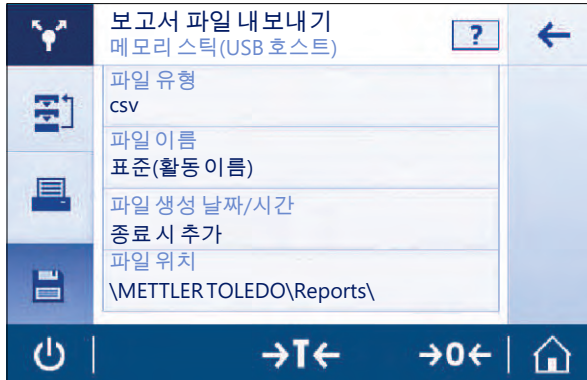 보고서 파일 내보내기
메모리 스틱(USB 호스트)
?
파일 유형
csv
파일 이름
표준(활동 이름)
파일 생성 날짜/시간
종료 시 추가
파일 위치
\METTLER TOLEDO\Reports\
→T← →0←